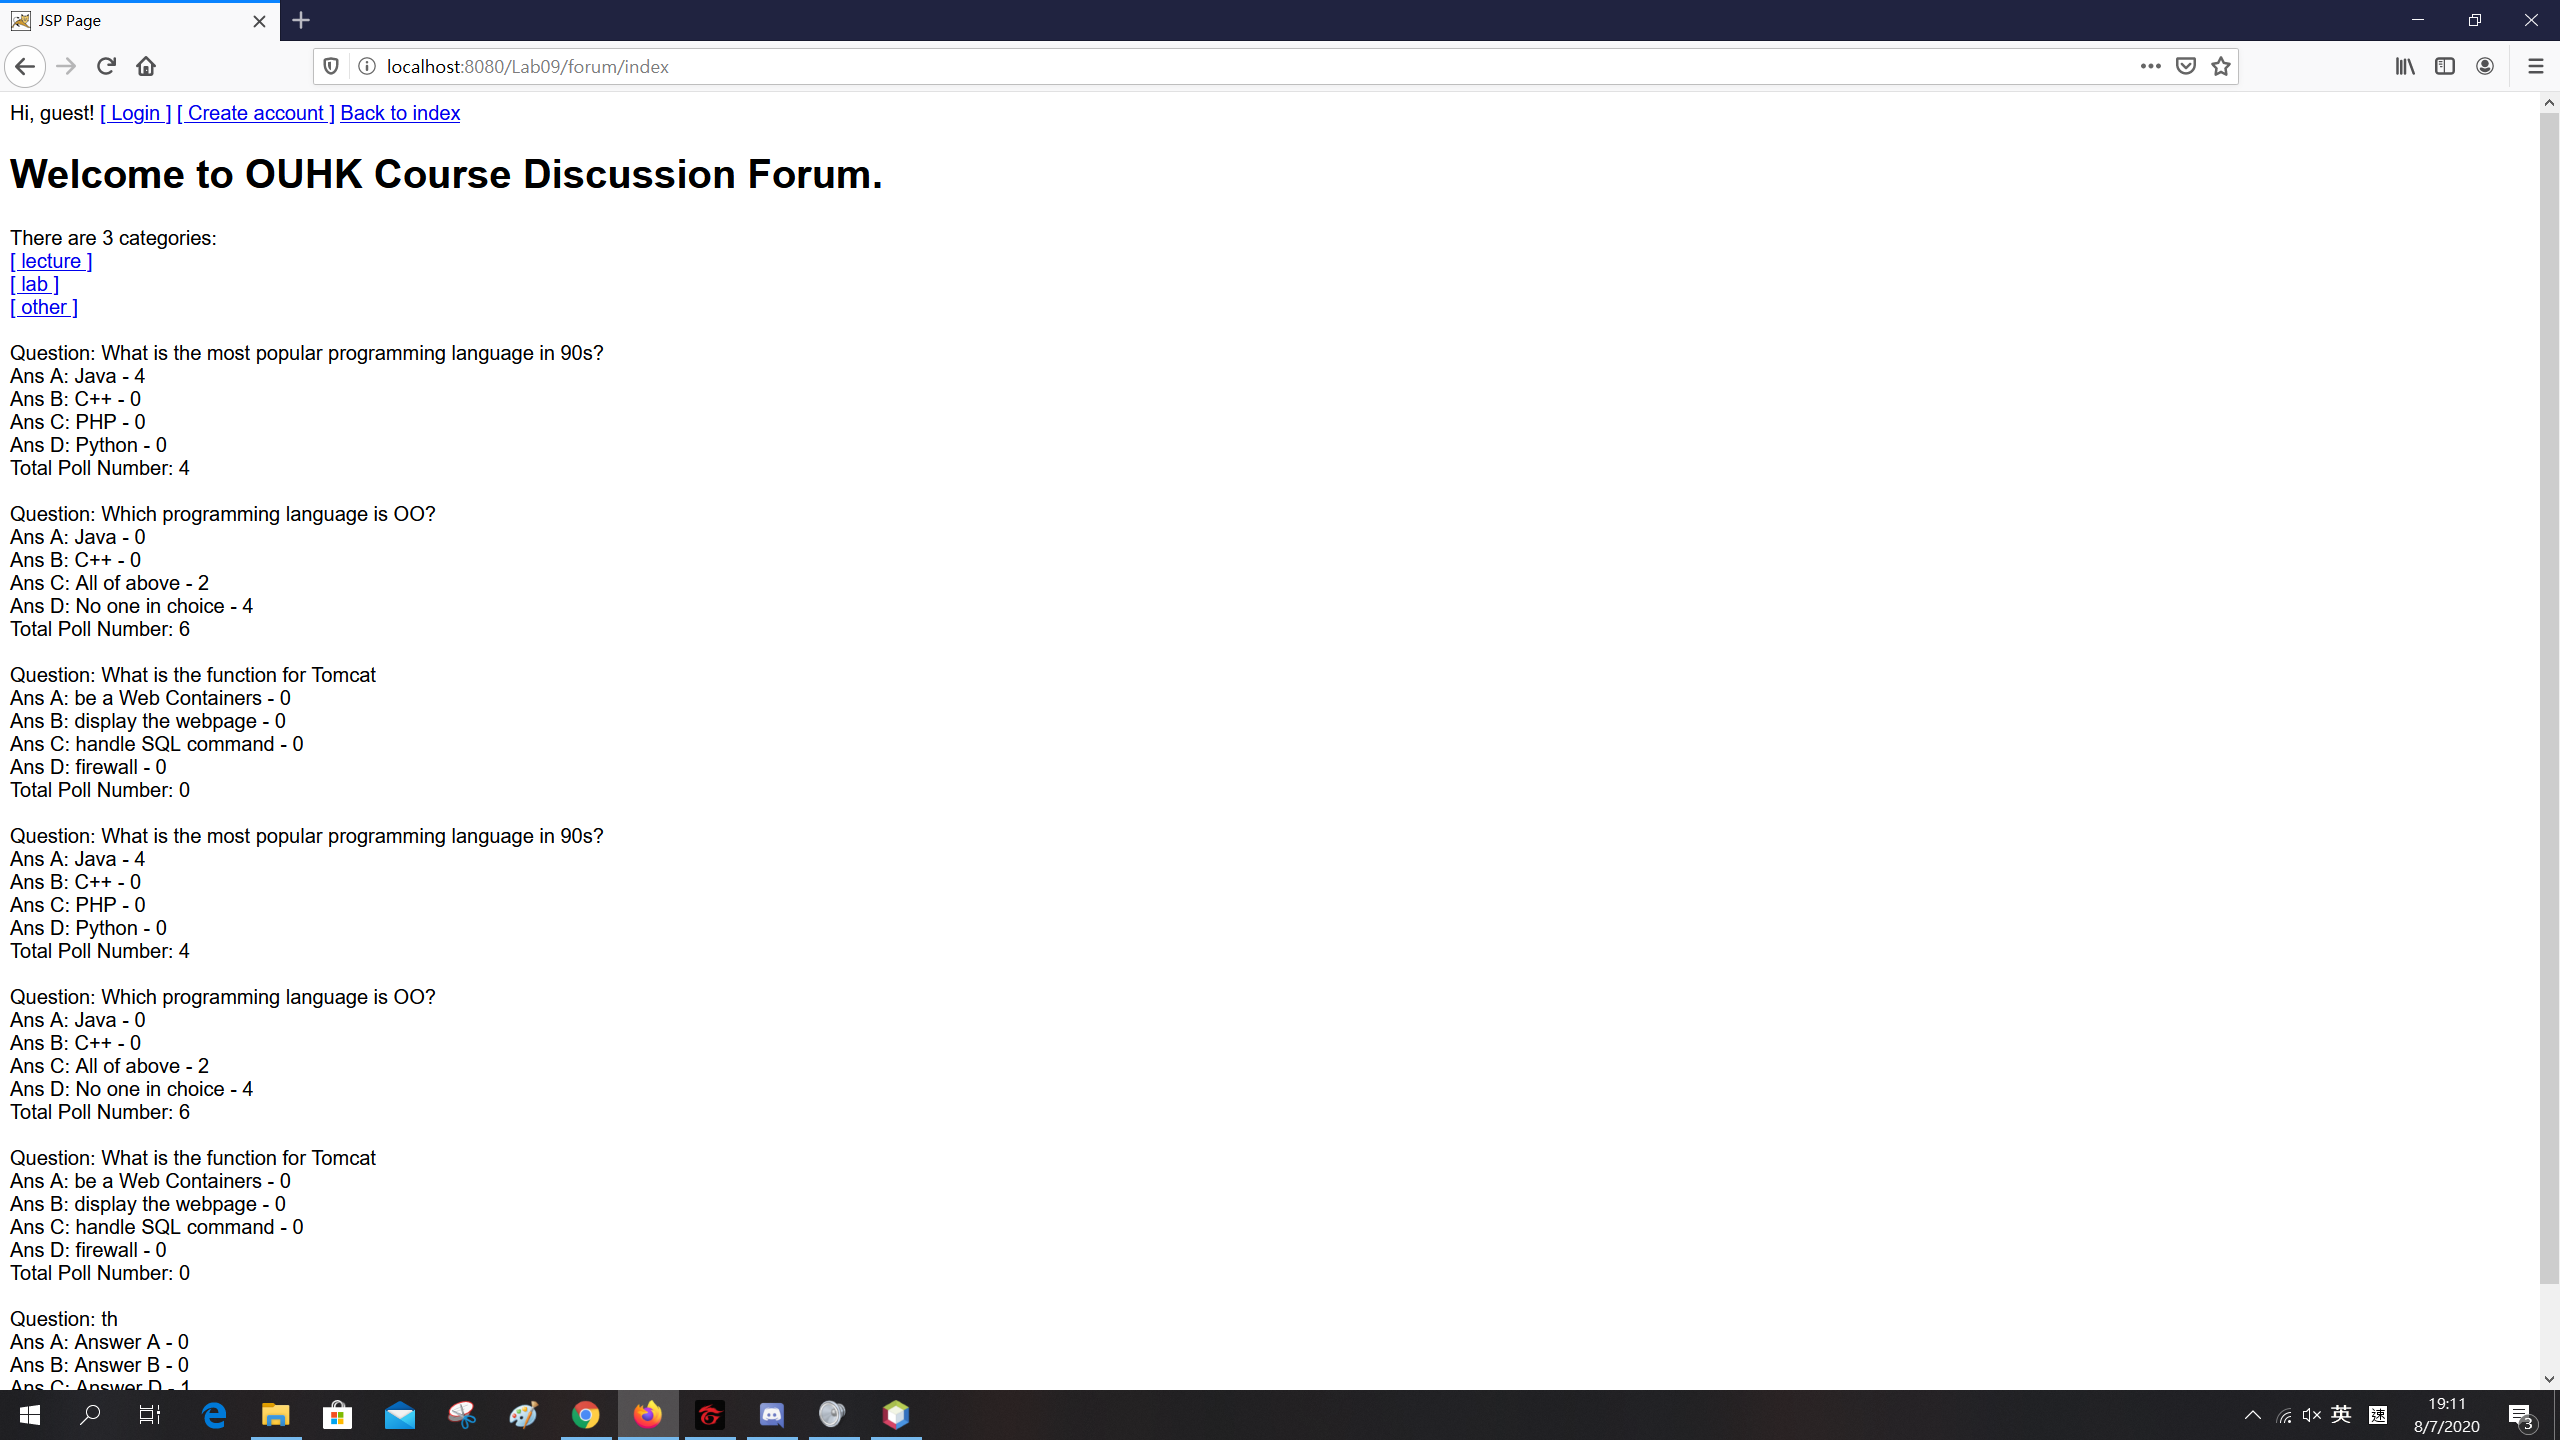 JSP Page
localhost:8080/Lab09/forum/index
Hi, guest! [ Login ] [ Create account ] Back to index
Welcome to OUHK Course Discussion Forum.
There are 3 categories:
[ lecture ]
[ lab ]
[ other ]
Question: What is the most popular programming language in 90s?
Ans A: Java - 4
Ans B: C++ - 0
Ans C: PHP - 0
Ans D: Python - 0
Total Poll Number: 4
Question: Which programming language is OO?
Ans A: Java - 0
Ans B: C++ - 0
Ans C: All of above - 2
Ans D: No one in choice - 4
Total Poll Number: 6
Question: What is the function for Tomcat
Ans A: be a Web Containers - 0
Ans B: display the webpage - 0
Ans C: handle SQL command - 0
Ans D: firewall - 0
Total Poll Number: 0
Question: What is the most popular programming language in 90s?
Ans A: Java - 4
Ans B: C++ - 0
Ans C: PHP - 0
Ans D: Python - 0
Total Poll Number: 4
Question: Which programming language is OO?
Ans A: Java - 0
Ans B: C++ - 0
Ans C: All of above - 2
Ans D: No one in choice - 4
Total Poll Number: 6
Question: What is the function for Tomcat
Ans A: be a Web Containers - 0
Ans B: display the webpage - 0
Ans C: handle SQL command - 0
Ans D: firewall - 0
Total Poll Number: 0
Question: th
Ans A: Answer A - 0
Ans B: Answer B - 0
Ans C: Answer D - 1
英 速 19:11
8/7/2020
3